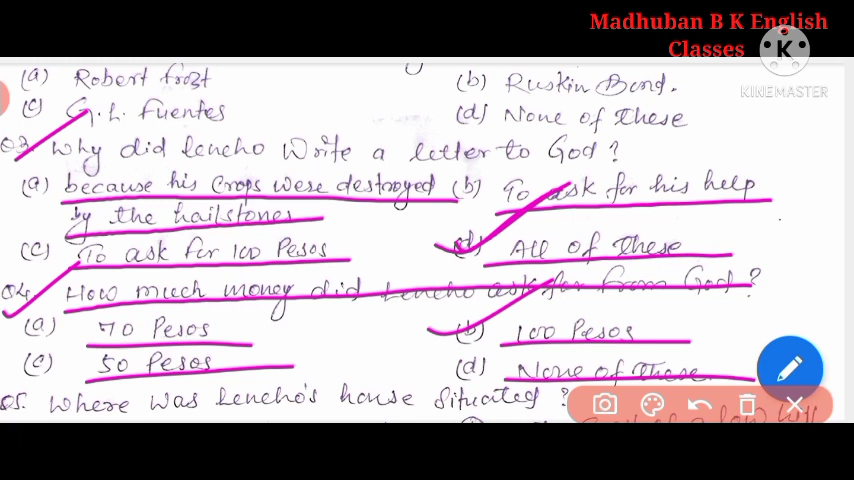 Madhuban B K English
Classes
K
KINEMASTER
(a) Robert frost (b) Ruskin Bond.
(c) G. L. Fuentes (d) None of these
Q3. Why did Lencho Write a letter to God?
(a) because his Crops were destroyed (b) To ask for his help
by the hailstones
(c) To ask for 100 Pesos (d) All of these
Q4. How much money did Lencho ask for from God?
(a) 70 Pesos (b) 100 Pesos
(c) 50 Pesos (d) None of these.
Q5. Where was Lencho's house Situated?